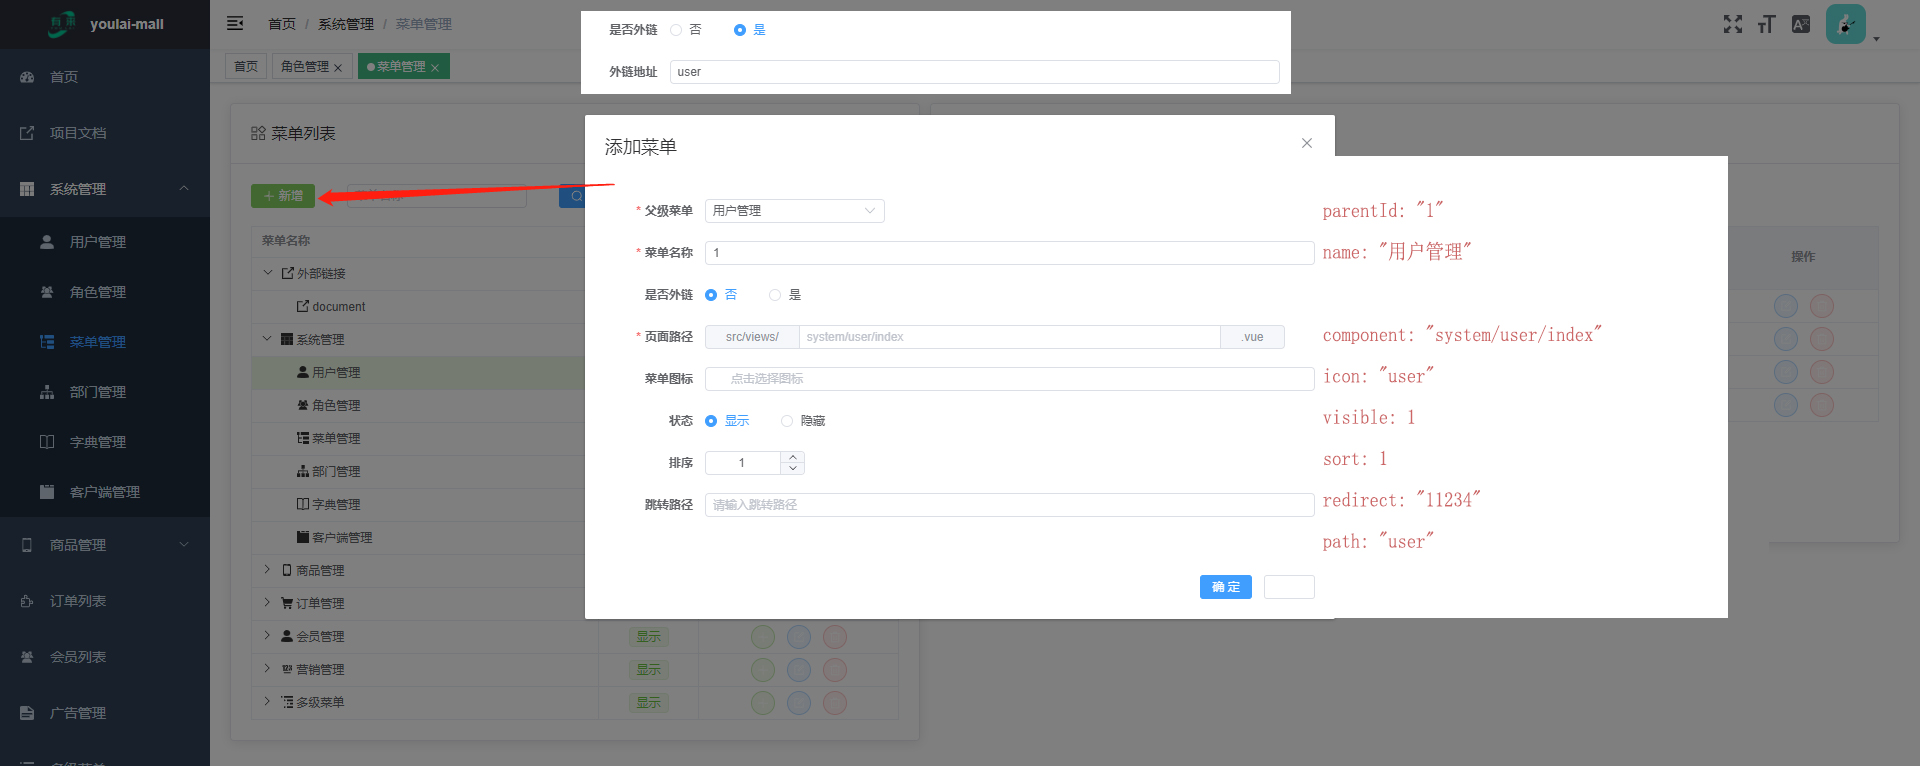 youlai-mall
首页
项目文档
系统管理
用户管理
角色管理
菜单管理
部门管理
字典管理
客户端管理
商品管理
订单列表
会员列表
广告管理
首页 / 系统管理 / 菜单管理
首页
角色管理 ×
菜单管理 ×
是否外链 否 是
外链地址 user
菜单列表
+ 新增
菜单名称
外部链接
document
系统管理
用户管理
角色管理
菜单管理
部门管理
字典管理
客户端管理
商品管理
订单管理
会员管理 显示
营销管理 显示
多级菜单 显示
添加菜单
* 父级菜单 用户管理 parentId: "1"
* 菜单名称 1 name: "用户管理"
是否外链 否 是
* 页面路径 src/views/ system/user/index .vue component: "system/user/index"
菜单图标 点击选择图标 icon: "user"
状态 显示 隐藏 visible: 1
排序 1 sort: 1
跳转路径 请输入跳转路径 redirect: "11234"
path: "user"
确 定
操作